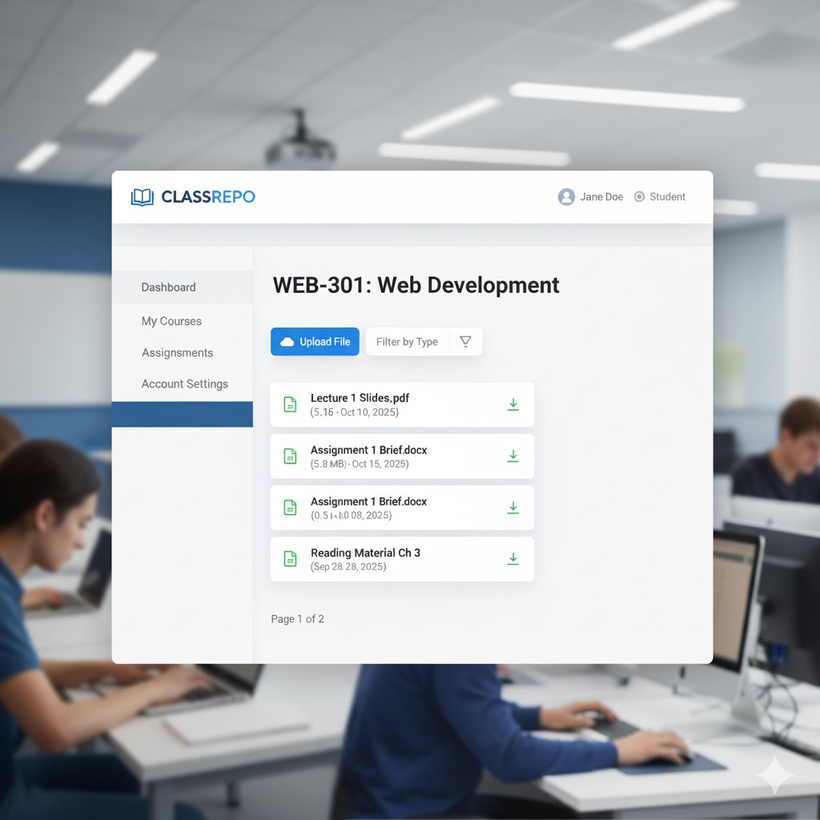 CLASSREPO
Jane Doe
Student
Dashboard
My Courses
Assignsments
Account Settings
WEB-301: Web Development
Upload File
Filter by Type
Lecture 1 Slides.pdf
(5.16 - Oct 10, 2025)
Assignment 1 Brief.docx
(5.8 MB) - Oct 15, 2025)
Assignment 1 Brief.docx
(0.5 08, 2025)
Reading Material Ch 3
(Sep 28.28, 2025)
Page 1 of 2